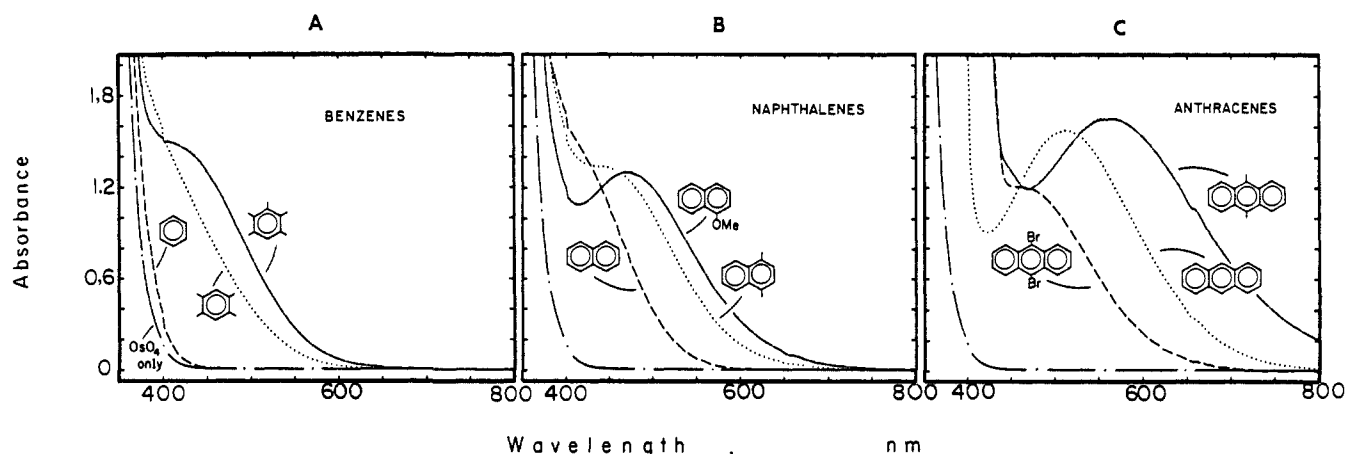 A
B
C
Absorbance
1,8
1,2
0,6
0
BENZENES
OsO4
only
400
600
800
NAPHTHALENES
OMe
400
600
800
ANTHRACENES
Br
Br
400
600
800
Wavelength , nm